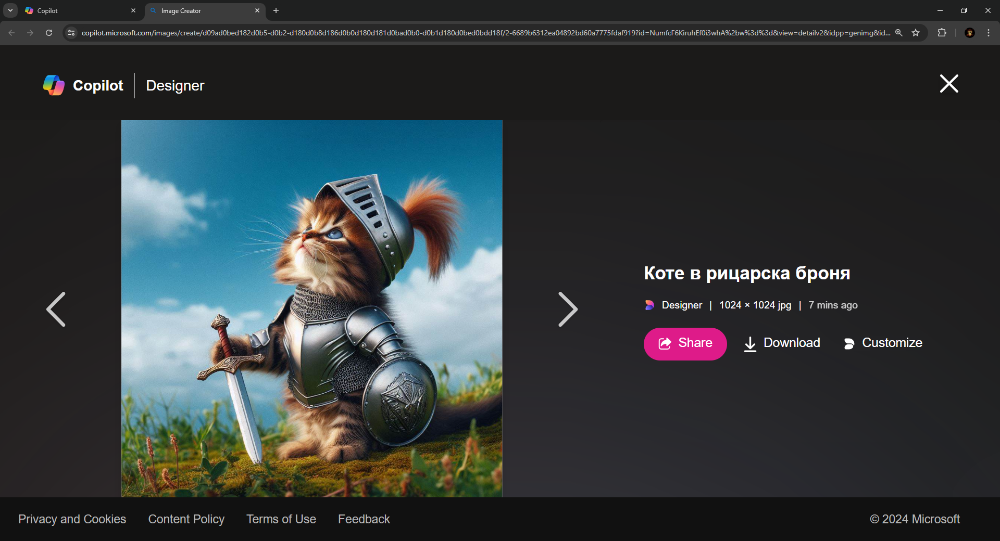 Copilot
Image Creator
copilot.microsoft.com/images/create/d09ad0bed182d0b5-d0b2-d180d0b8d186d0b0d180d181d0bad0b0-d0b1d180d0bed0bdd18f/2-6689b6312ea04892bd60a7775fdaf919?id=NumfcF6KiruhEf0i3whA%2bw%3d%3d&view=detailv2&idpp=genimg&id...
Copilot | Designer
Коте в рицарска броня
Designer | 1024 × 1024 jpg | 7 mins ago
Share Download Customize
Privacy and Cookies Content Policy Terms of Use Feedback © 2024 Microsoft